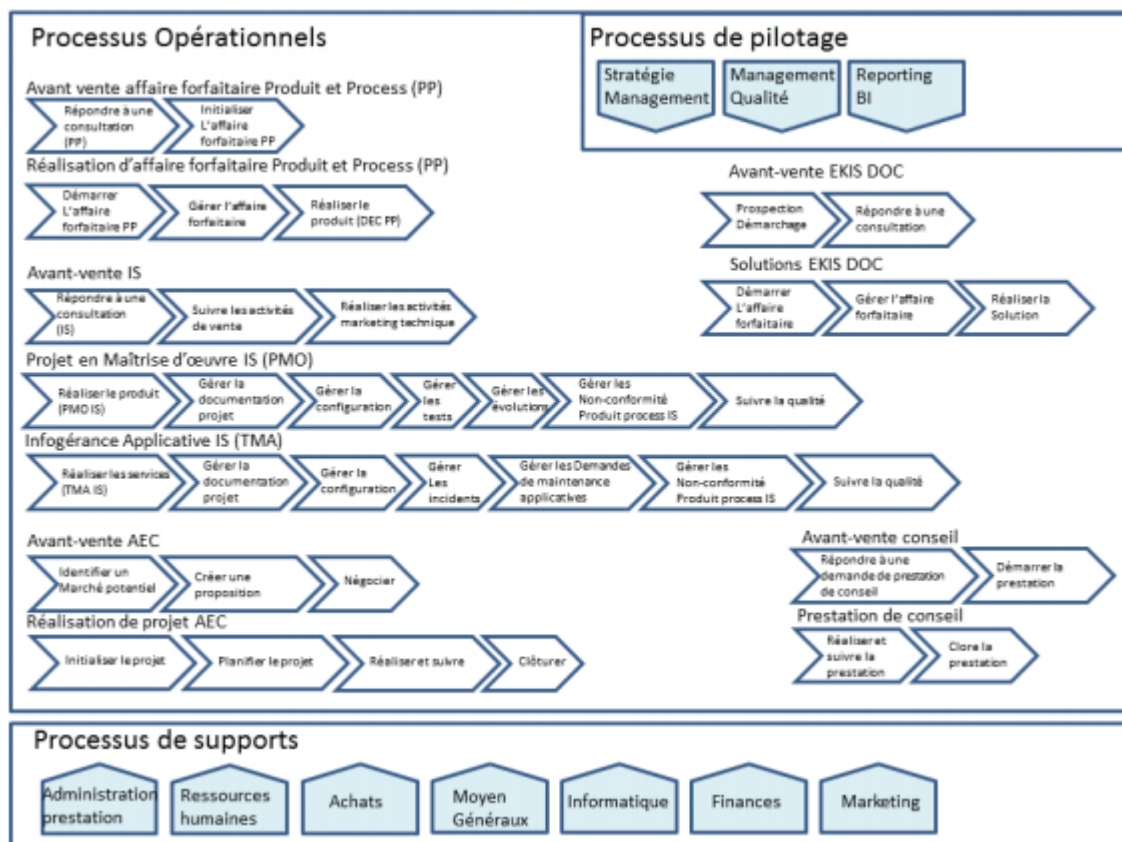 Processus Opérationnels
Avant vente affaire forfaitaire Produit et Process (PP)
Répondre à une
consultation
(PP)
Initialiser
L'affaire
forfaitaire PP
Réalisation d'affaire forfaitaire Produit et Process (PP)
Démarrer
L'affaire
forfaitaire PP
Gérer l'affaire
forfaitaire
Réaliser le
produit (DEC PP)
Avant-vente IS
Répondre à une
consultation
(IS)
Suivre les activités
de vente
Réaliser les activités
marketing technique
Projet en Maîtrise d'œuvre IS (PMO)
Réaliser le produit
(PMO IS)
Gérer la
documentation
projet
Gérer la
configuration
Gérer
les
tests
Gérer les
évolutions
Gérer les
Non-conformité
Produit process IS
Suivre la qualité
Infogérance Applicative IS (TMA)
Réaliser les services
(TMA IS)
Gérer la
documentation
projet
Gérer la
configuration
Gérer
Les
incidents
Gérer les Demandes
de maintenance
applicatives
Gérer les
Non-conformité
Produit process IS
Suivre la qualité
Avant-vente AEC
Identifier un
Marché potentiel
Créer une
proposition
Négocier
Réalisation de projet AEC
Initialiser le projet
Planifier le projet
Réaliser et suivre
Clôturer
Processus de pilotage
Stratégie
Management
Management
Qualité
Reporting
BI
Avant-vente EKIS DOC
Prospection
Démarchage
Répondre à une
consultation
Solutions EKIS DOC
Démarrer
L'affaire
forfaitaire
Gérer l'affaire
forfaitaire
Réaliser la
Solution
Avant-vente conseil
Répondre à une
demande de prestation
de conseil
Démarrer la
prestation
Prestation de conseil
Réaliser et
suivre la
prestation
Clore la
prestation
Processus de supports
Administration
prestation
Ressources
humaines
Achats
Moyen
Généraux
Informatique
Finances
Marketing